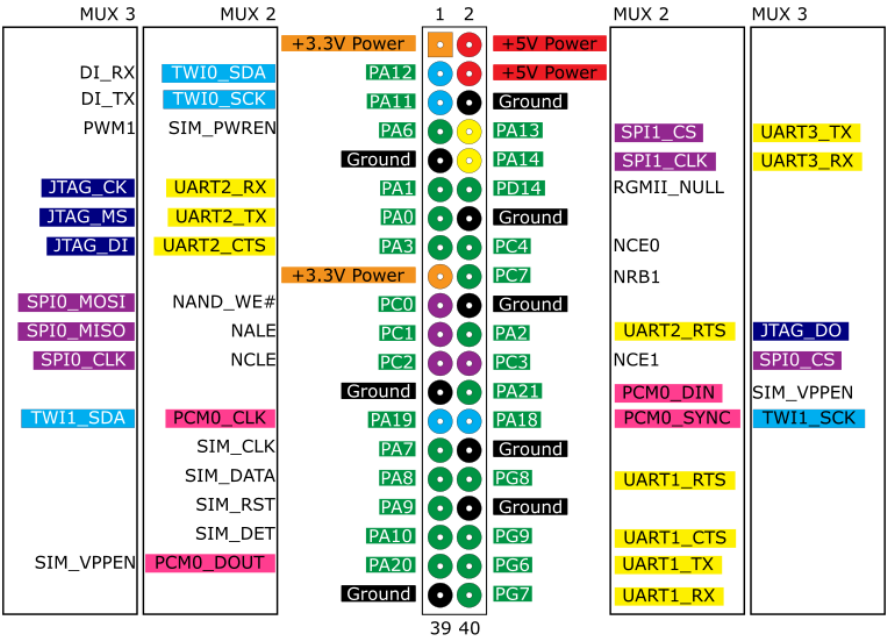 MUX 3 MUX 2 1 2 MUX 2 MUX 3
+3.3V Power +5V Power
DI_RX TWI0_SDA PA12 +5V Power
DI_TX TWI0_SCK PA11 Ground
PWM1 SIM_PWREN PA6 PA13 SPI1_CS UART3_TX
Ground PA14 SPI1_CLK UART3_RX
JTAG_CK UART2_RX PA1 PD14 RGMII_NULL
JTAG_MS UART2_TX PA0 Ground
JTAG_DI UART2_CTS PA3 PC4 NCE0
+3.3V Power PC7 NRB1
SPI0_MOSI NAND_WE# PC0 Ground
SPI0_MISO NALE PC1 PA2 UART2_RTS JTAG_DO
SPI0_CLK NCLE PC2 PC3 NCE1 SPI0_CS
Ground PA21 PCM0_DIN SIM_VPPEN
TWI1_SDA PCM0_CLK PA19 PA18 PCM0_SYNC TWI1_SCK
SIM_CLK PA7 Ground
SIM_DATA PA8 PG8 UART1_RTS
SIM_RST PA9 Ground
SIM_DET PA10 PG9 UART1_CTS
SIM_VPPEN PCM0_DOUT PA20 PG6 UART1_TX
Ground PG7 UART1_RX
39 40